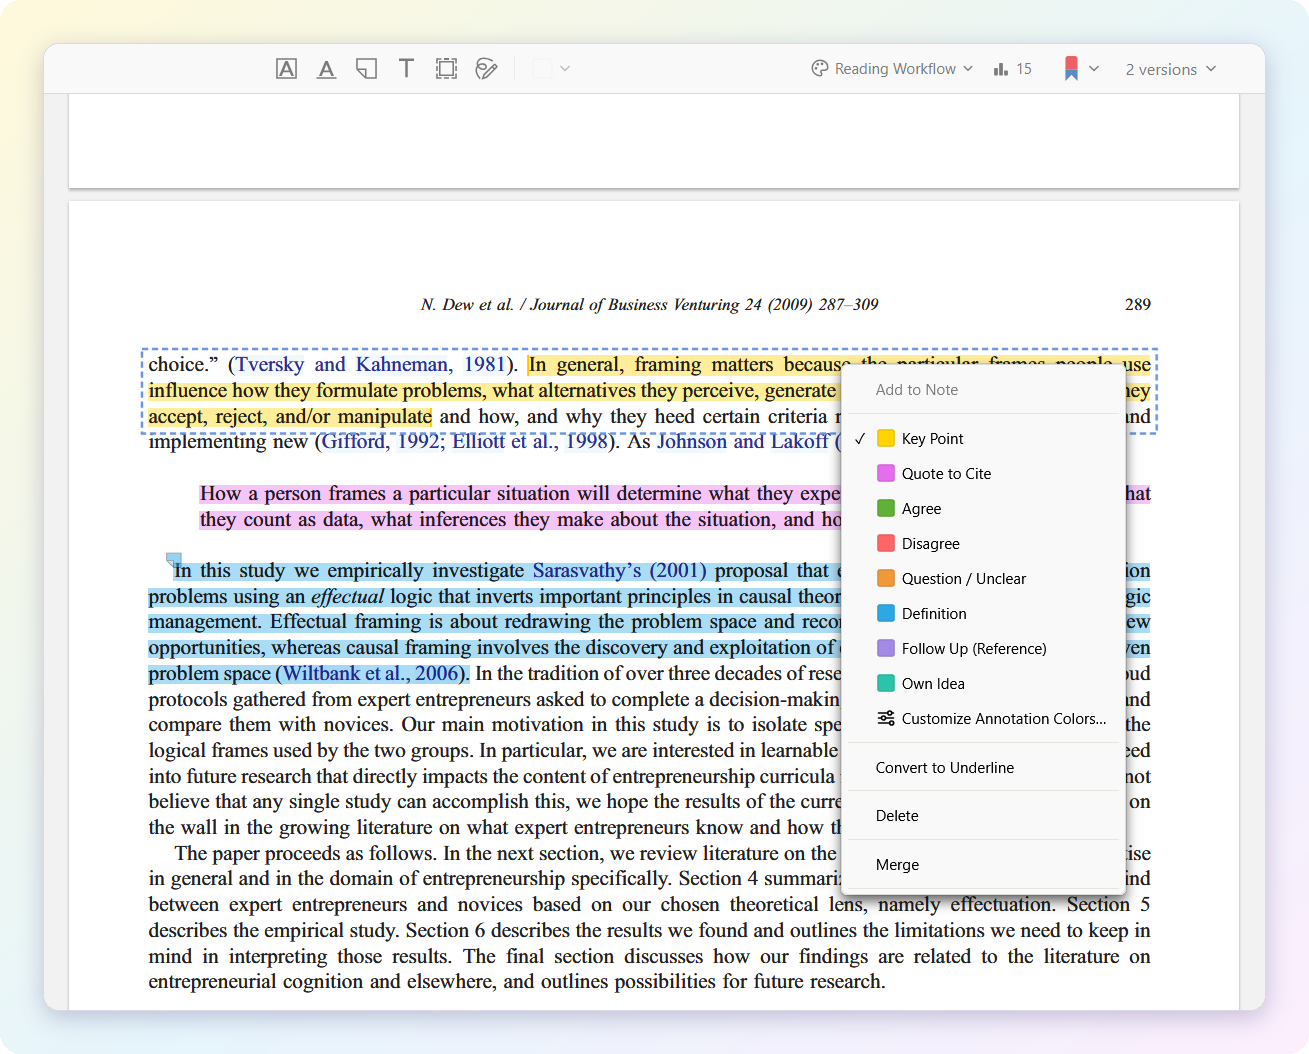 Reading Workflow
15
2 versions
N. Dew et al. / Journal of Business Venturing 24 (2009) 287–309
289
choice.” (Tversky and Kahneman, 1981). In general, framing matters because the particular frames people use
influence how they formulate problems, what alternatives they perceive, generate
accept, reject, and/or manipulate and how, and why they heed certain criteria and
implementing new (Gifford, 1992; Elliott et al., 1998). As Johnson and Lakoff (
How a person frames a particular situation will determine what they
they count as data, what inferences they make about the situation, and
In this study we empirically investigate Sarasvathy’s (2001) proposal that
problems using an effectual logic that inverts important principles in causal
management. Effectual framing is about redrawing the problem space and
opportunities, whereas causal framing involves the discovery and exploitation of
problem space (Wiltbank et al., 2006). In the tradition of over three decades of
protocols gathered from expert entrepreneurs asked to complete a and
compare them with novices. Our main motivation in this study is to isolate the
logical frames used by the two groups. In particular, we are interested in learnable
into future research that directly impacts the content of entrepreneurship curricula not
believe that any single study can accomplish this, we hope the results of the on
the wall in the growing literature on what expert entrepreneurs know and how
The paper proceeds as follows. In the next section, we review literature on the
in general and in the domain of entrepreneurship specifically. Section 4
between expert entrepreneurs and novices based on our chosen theoretical lens, namely effectuation. Section 5
describes the empirical study. Section 6 describes the results we found and outlines the limitations we need to keep in
mind in interpreting those results. The final section discusses how our findings are related to the literature on
entrepreneurial cognition and elsewhere, and outlines possibilities for future research.
Add to Note
Key Point
Quote to Cite
Agree
Disagree
Question / Unclear
Definition
Follow Up (Reference)
Own Idea
Customize Annotation Colors...
Convert to Underline
Delete
Merge